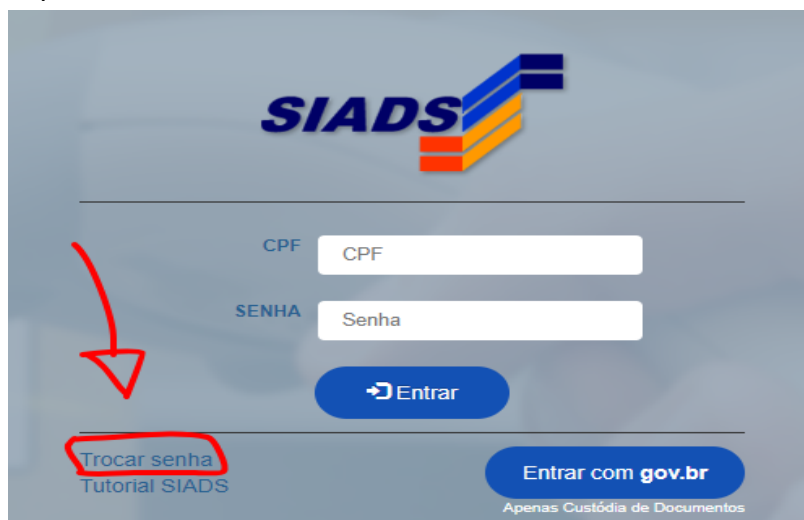 SIADS
CPF
CPF
SENHA
Senha
Entrar
Trocar senha
Tutorial SIADS
Entrar com gov.br
Apenas Custódia de Documentos